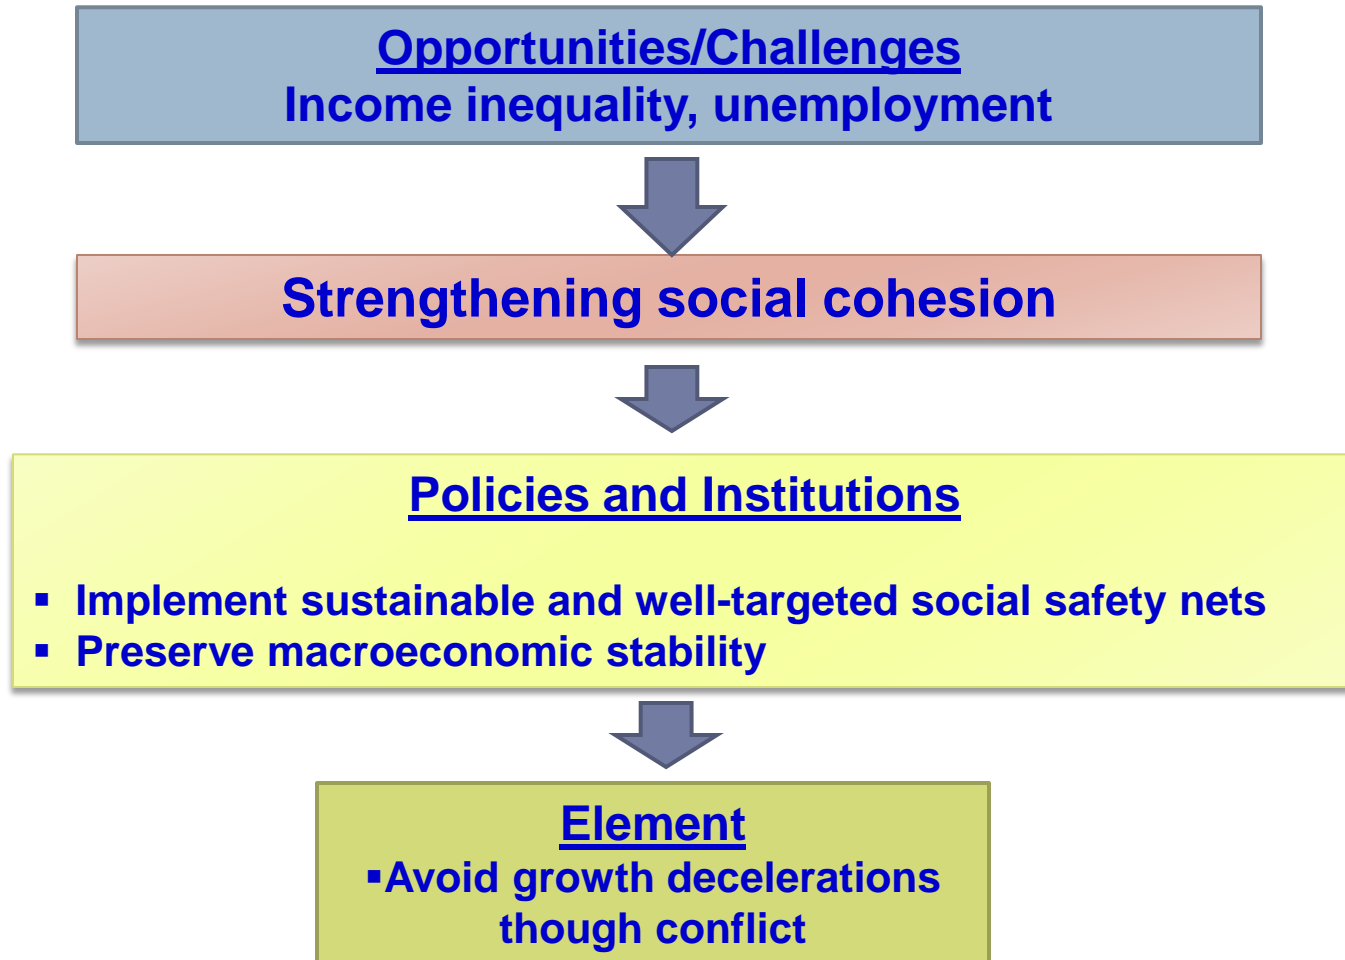 Opportunities/Challenges
Income inequality, unemployment
Strengthening social cohesion
Policies and Institutions
▪ Implement sustainable and well-targeted social safety nets
▪ Preserve macroeconomic stability
Element
▪Avoid growth decelerations
though conflict